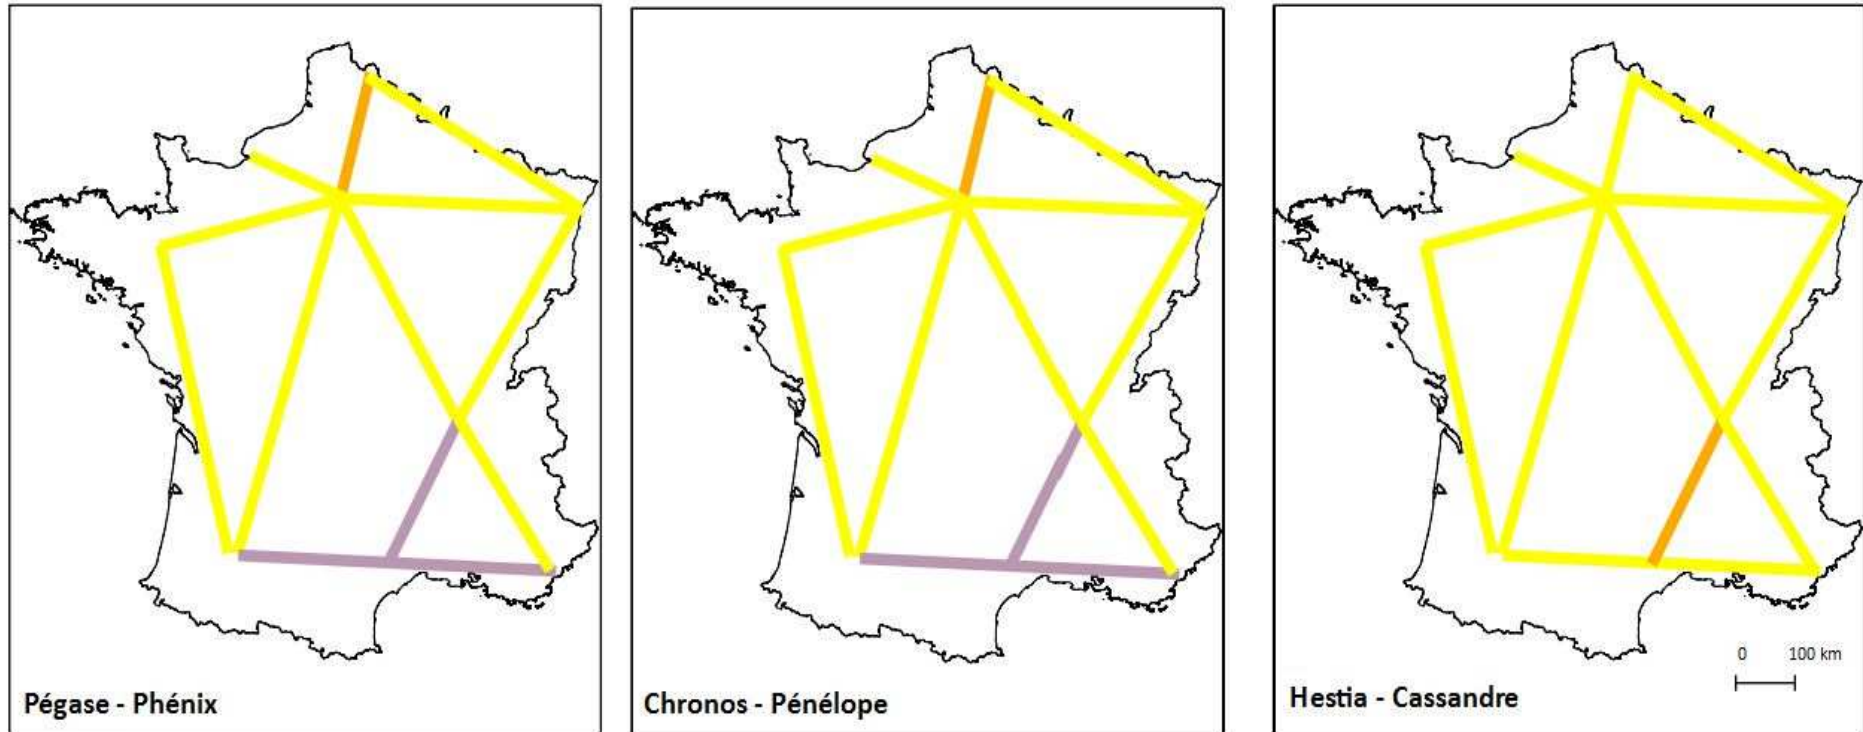 Pégase - Phénix
Chronos - Pénélope
Hestia - Cassandre
0 100 km